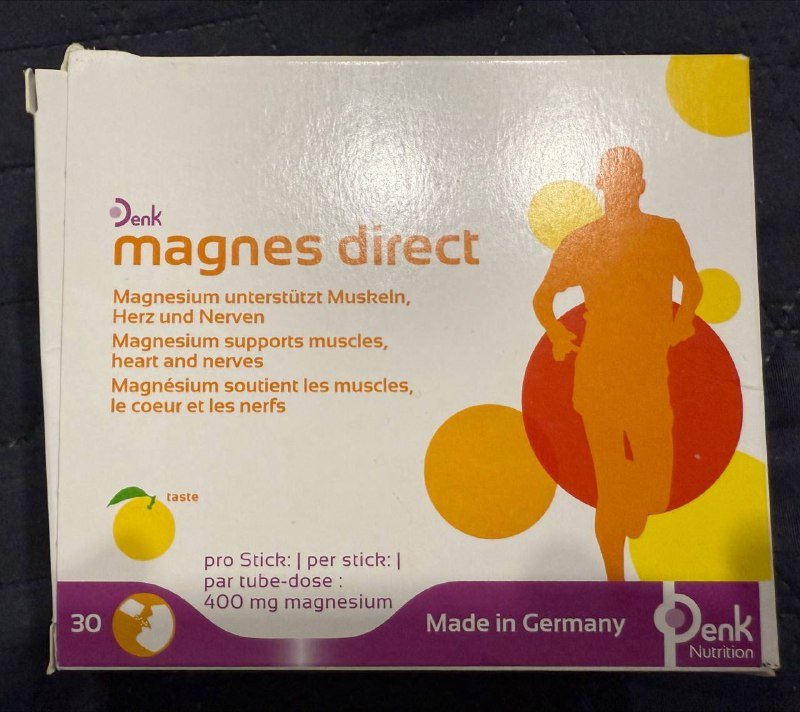 Denk
magnes direct
Magnesium unterstützt Muskeln,
Herz und Nerven
Magnesium supports muscles,
heart and nerves
Magnésium soutient les muscles,
le coeur et les nerfs
taste
pro Stick: | per stick: |
par tube-dose :
400 mg magnesium
30
Made in Germany
Denk
Nutrition